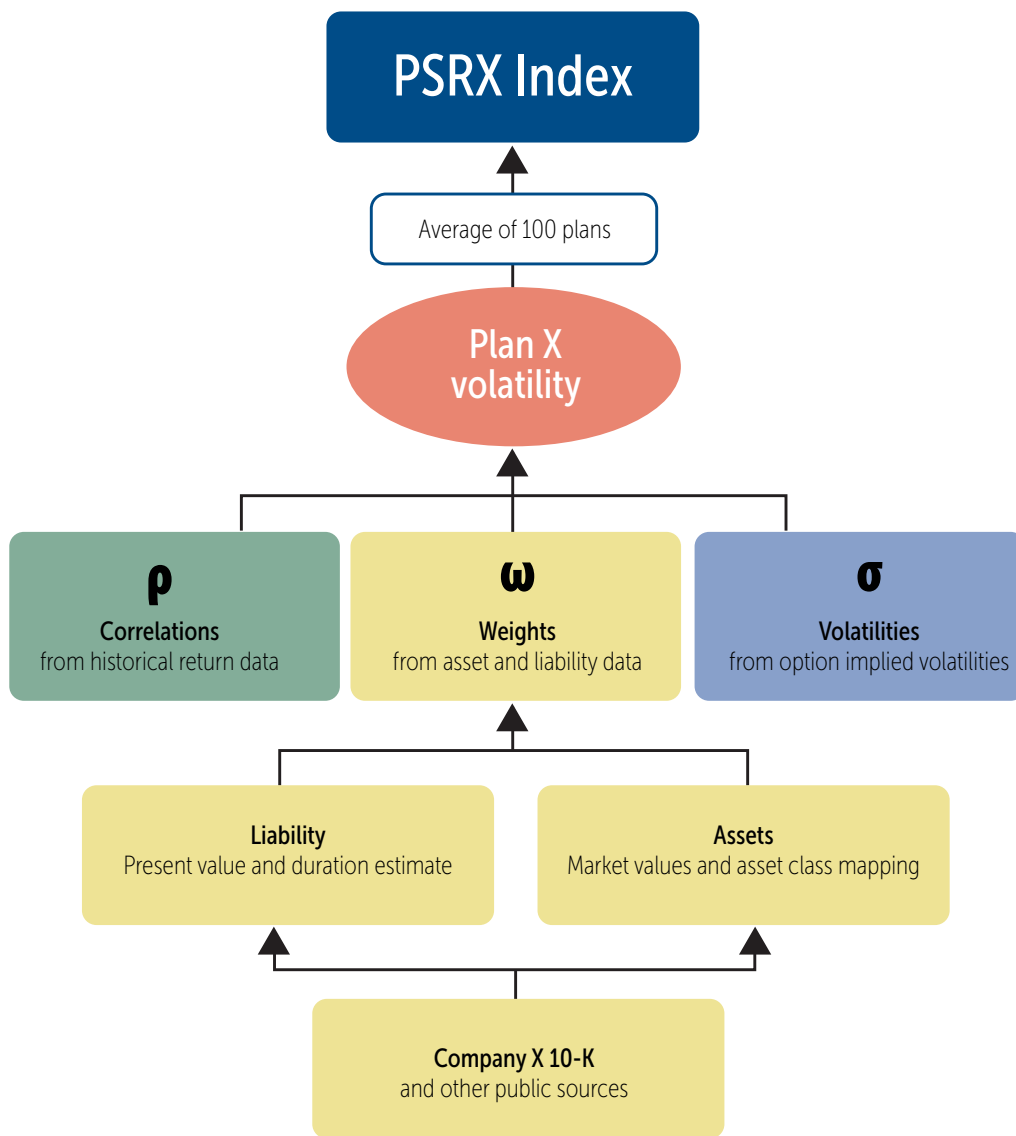 PSRX Index
Average of 100 plans
Plan X
volatility
ρ
Correlations
from historical return data
ω
Weights
from asset and liability data
σ
Volatilities
from option implied volatilities
Liability
Present value and duration estimate
Assets
Market values and asset class mapping
Company X 10-K
and other public sources